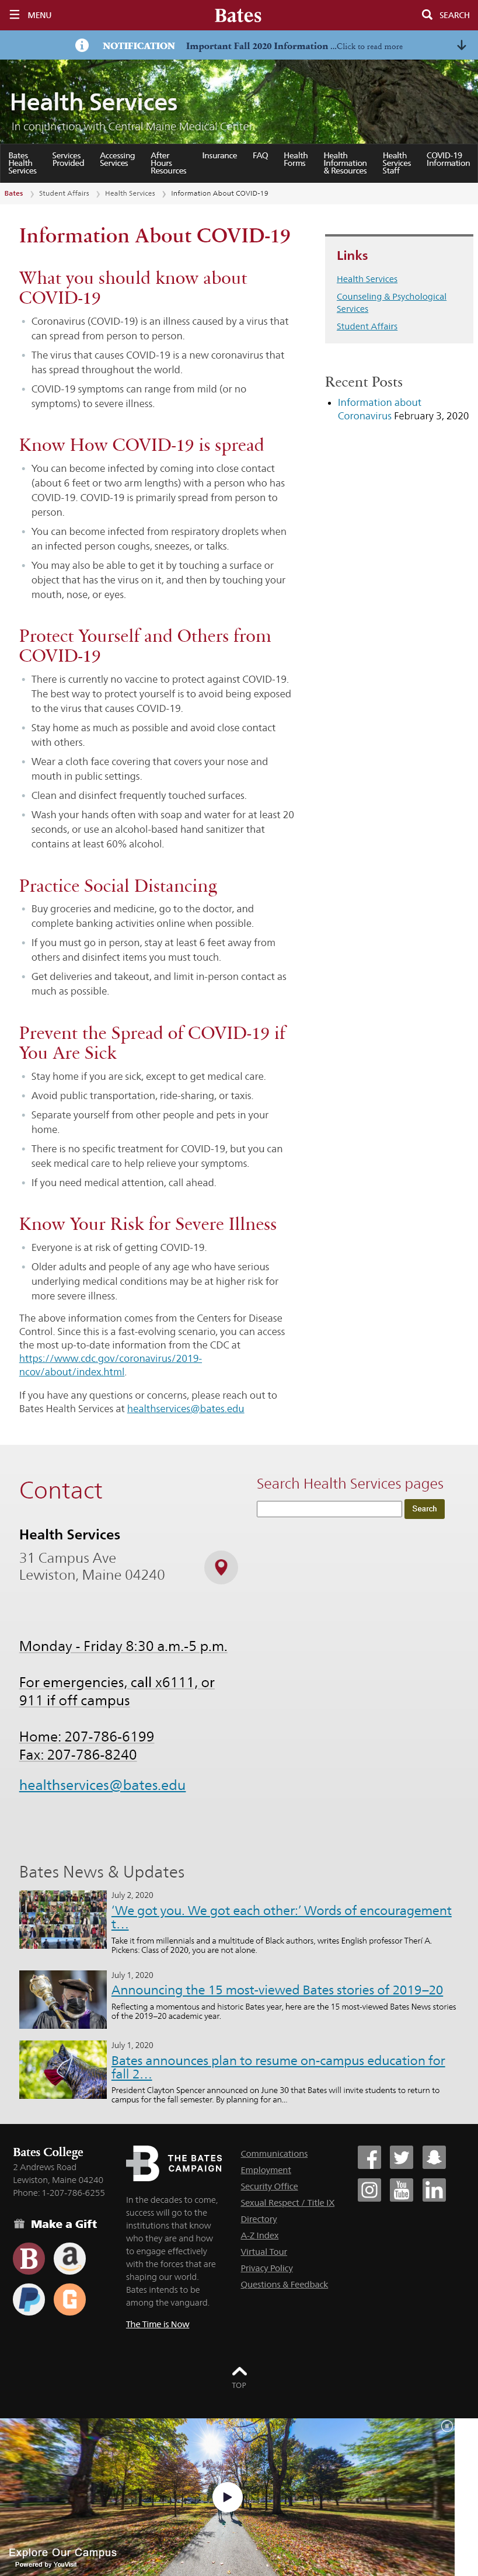 MENU
Bates
SEARCH
NOTIFICATION Important Fall 2020 Information ...Click to read more
Health Services
In conjunction with Central Maine Medical Center
Bates Health Services
Services Provided
Accessing Services
After Hours Resources
Insurance
FAQ
Health Forms
Health Information & Resources
Health Services Staff
COVID-19 Information
Bates
Student Affairs
Health Services
Information About COVID-19
Information About COVID-19
What you should know about
COVID-19
Coronavirus (COVID-19) is an illness caused by a virus that
can spread from person to person.
The virus that causes COVID-19 is a new coronavirus that
has spread throughout the world.
COVID-19 symptoms can range from mild (or no
symptoms) to severe illness.
Know How COVID-19 is spread
You can become infected by coming into close contact
(about 6 feet or two arm lengths) with a person who has
COVID-19. COVID-19 is primarily spread from person to
person.
You can become infected from respiratory droplets when
an infected person coughs, sneezes, or talks.
You may also be able to get it by touching a surface or
object that has the virus on it, and then by touching your
mouth, nose, or eyes.
Protect Yourself and Others from
COVID-19
There is currently no vaccine to protect against COVID-19.
The best way to protect yourself is to avoid being exposed
to the virus that causes COVID-19.
Stay home as much as possible and avoid close contact
with others.
Wear a cloth face covering that covers your nose and
mouth in public settings.
Clean and disinfect frequently touched surfaces.
Wash your hands often with soap and water for at least 20
seconds, or use an alcohol-based hand sanitizer that
contains at least 60% alcohol.
Practice Social Distancing
Buy groceries and medicine, go to the doctor, and
complete banking activities online when possible.
If you must go in person, stay at least 6 feet away from
others and disinfect items you must touch.
Get deliveries and takeout, and limit in-person contact as
much as possible.
Prevent the Spread of COVID-19 if
You Are Sick
Stay home if you are sick, except to get medical care.
Avoid public transportation, ride-sharing, or taxis.
Separate yourself from other people and pets in your
home.
There is no specific treatment for COVID-19, but you can
seek medical care to help relieve your symptoms.
If you need medical attention, call ahead.
Know Your Risk for Severe Illness
Everyone is at risk of getting COVID-19.
Older adults and people of any age who have serious
underlying medical conditions may be at higher risk for
more severe illness.
The above information comes from the Centers for Disease
Control. Since this is a fast-evolving scenario, you can access
the most up-to-date information from the CDC at
https://www.cdc.gov/coronavirus/2019-
ncov/about/index.html.
If you have any questions or concerns, please reach out to
Bates Health Services at healthservices@bates.edu
Links
Health Services
Counseling & Psychological
Services
Student Affairs
Recent Posts
Information about
Coronavirus February 3, 2020
Contact
Health Services
31 Campus Ave
Lewiston, Maine 04240
Monday - Friday 8:30 a.m.-5 p.m.
For emergencies, call x6111, or
911 if off campus
Home: 207-786-6199
Fax: 207-786-8240
healthservices@bates.edu
Search Health Services pages
Search
Bates News & Updates
July 2, 2020
‘We got you. We got each other:’ Words of encouragement
t…
Take it from millennials and a multitude of Black authors, writes English professor Therí A.
Pickens: Class of 2020, you are not alone.
July 1, 2020
Announcing the 15 most-viewed Bates stories of 2019–20
Reflecting a momentous and historic Bates year, here are the 15 most-viewed Bates News stories
of the 2019–20 academic year.
July 1, 2020
Bates announces plan to resume on-campus education for
fall 2…
President Clayton Spencer announced on June 30 that Bates will invite students to return to
campus for the fall semester. By planning for an...
Bates College
2 Andrews Road
Lewiston, Maine 04240
Phone: 1-207-786-6255
Make a Gift
B
a
G
B
THE BATES
CAMPAIGN
In the decades to come,
success will go to the
institutions that know
who they are and how
to engage effectively
with the forces that are
shaping our world.
Bates intends to be
among the vanguard.
The Time is Now
Communications
Employment
Security Office
Sexual Respect / Title IX
Directory
A-Z Index
Virtual Tour
Privacy Policy
Questions & Feedback
You
Tube
in
TOP
Explore Our Campus
Powered by YouVisit